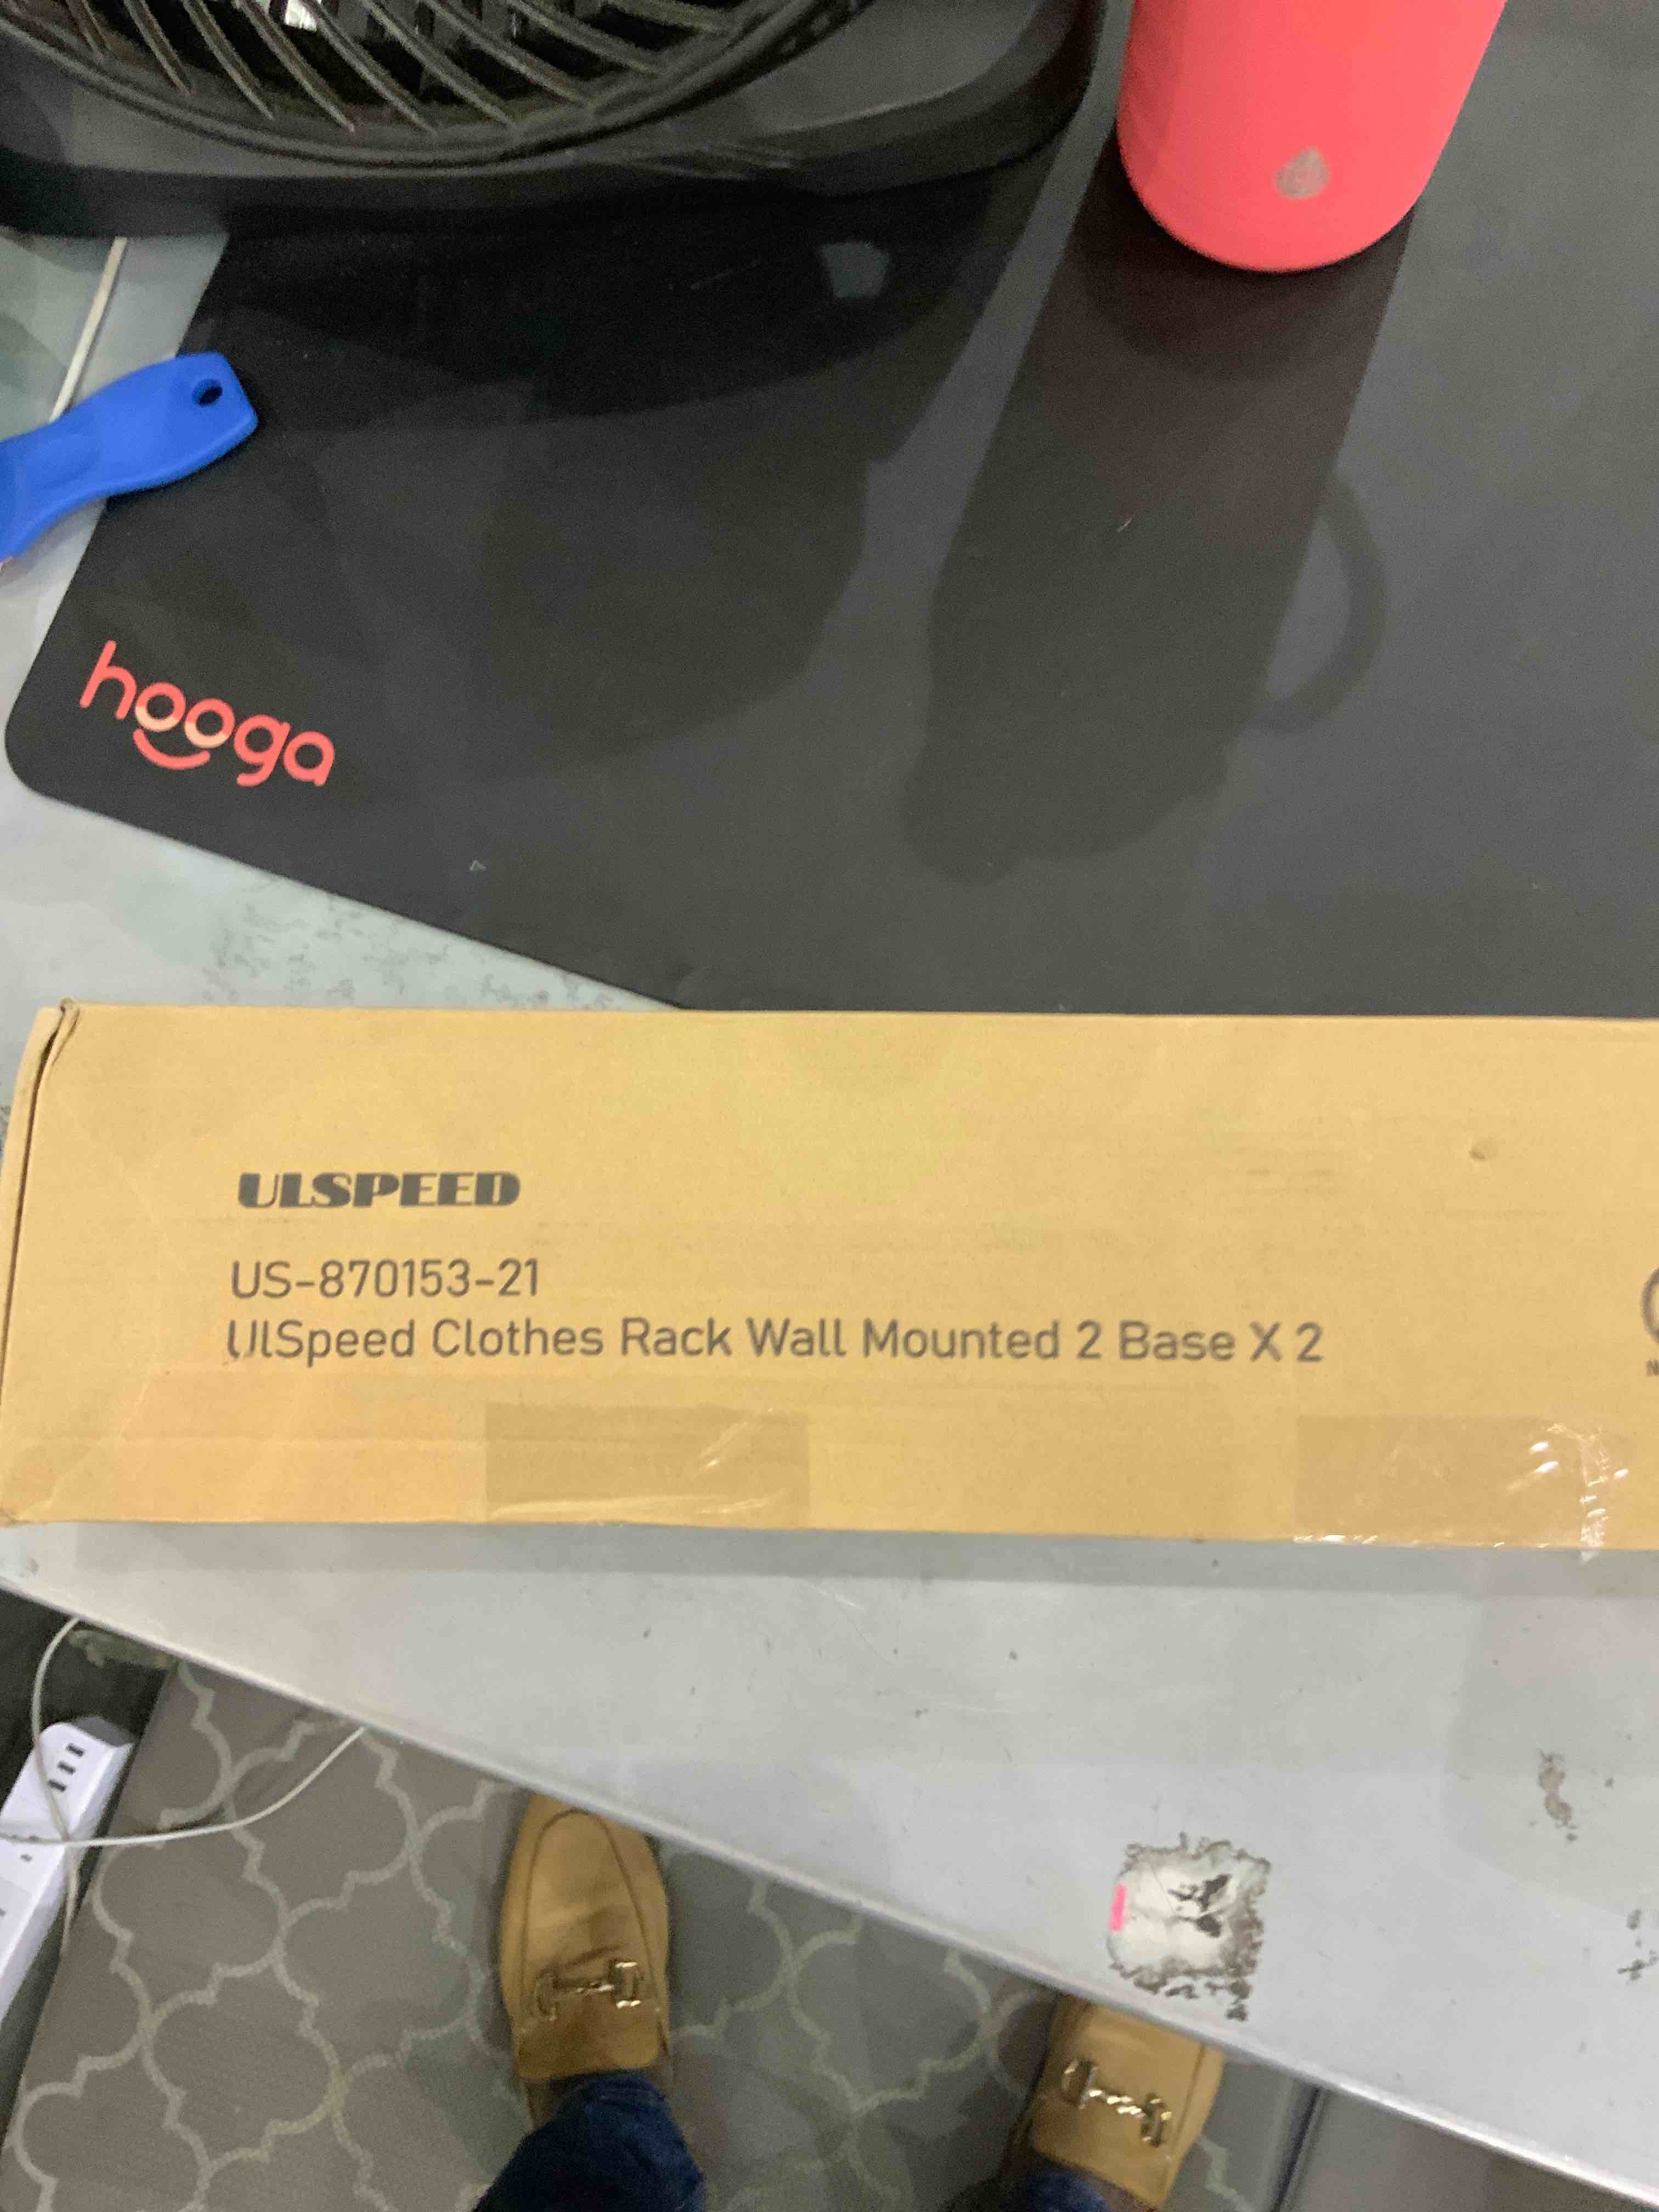 hooga
ULSPEED
US-870153-21
UlSpeed Clothes Rack Wall Mounted 2 Base X 2